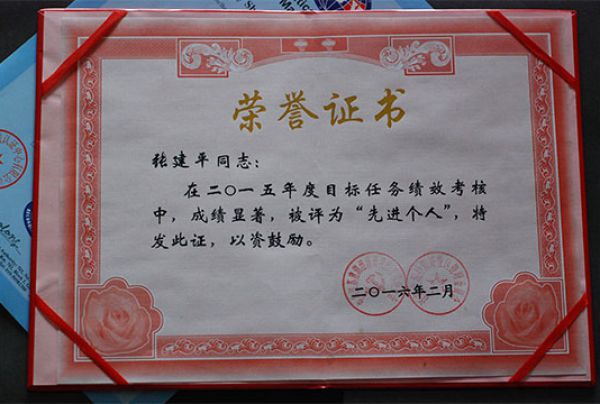 荣誉证书
张建平同志：
在二〇一五年度目标任务绩效考核
中，成绩显著，被评为“先进个人”，特
发此证，以资鼓励。
二〇一六年二月